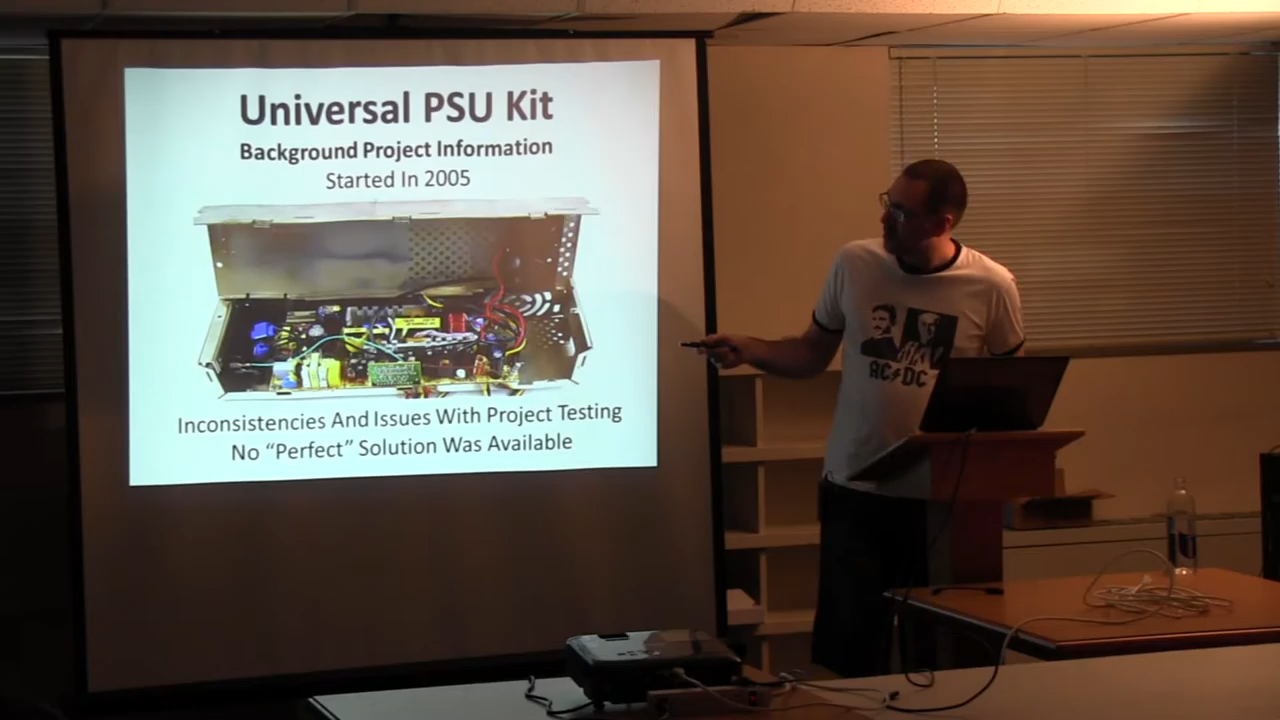 Universal PSU Kit
Background Project Information
Started In 2005
Inconsistencies And Issues With Project Testing
No “Perfect” Solution Was Available
AC⚡DC